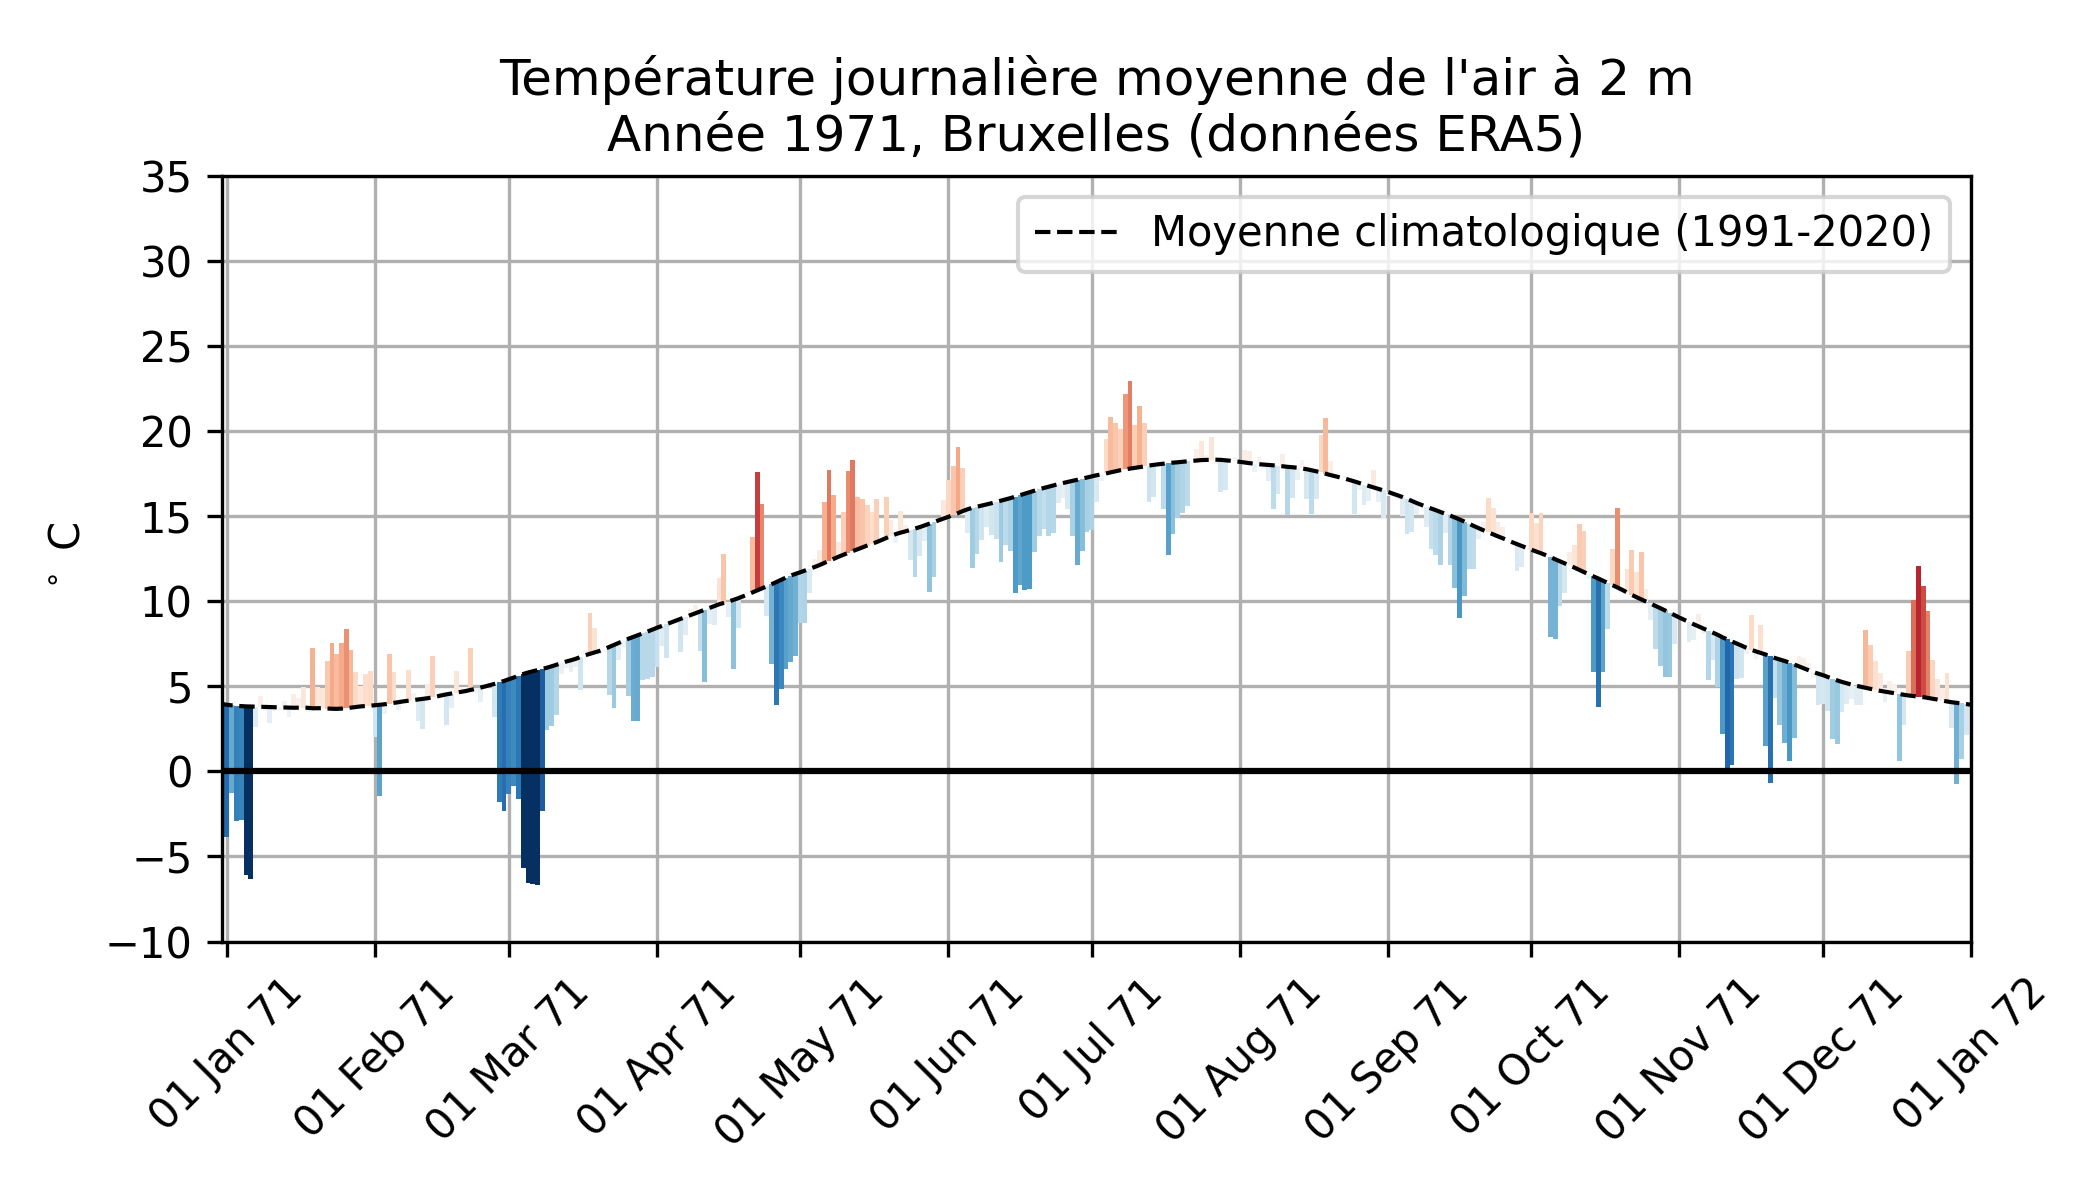 Température journalière moyenne de l'air à 2 m
Année 1971, Bruxelles (données ERA5)
Moyenne climatologique (1991-2020)
° C
35
30
25
20
15
10
5
0
−5
−10
01 Jan 71
01 Feb 71
01 Mar 71
01 Apr 71
01 May 71
01 Jun 71
01 Jul 71
01 Aug 71
01 Sep 71
01 Oct 71
01 Nov 71
01 Dec 71
01 Jan 72